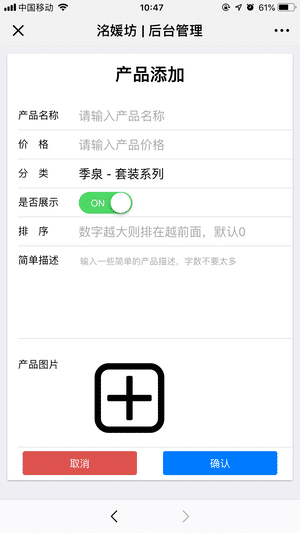 中国移动 10:47 61%
洺媛坊 | 后台管理
产品添加
产品名称 请输入产品名称
价 格 请输入产品价格
分 类 季泉 - 套装系列
是否展示 ON
排 序 数字越大则排在越前面，默认0
简单描述 输入一些简单的产品描述，字数不要太多
产品图片
取消 确认